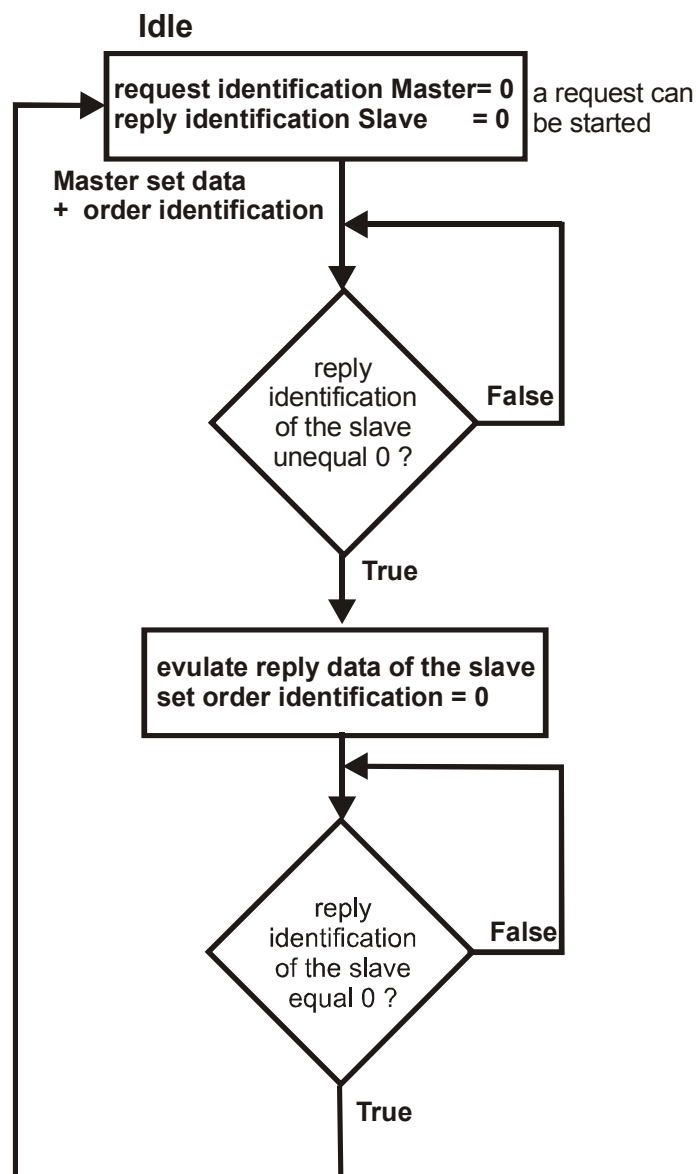 Idle
request identification Master= 0
reply identification Slave = 0
a request can
be started
Master set data
+ order identification
reply
identification
of the slave
unequal 0 ?
False
True
evulate reply data of the slave
set order identification = 0
reply
identification
of the slave
equal 0 ?
False
True